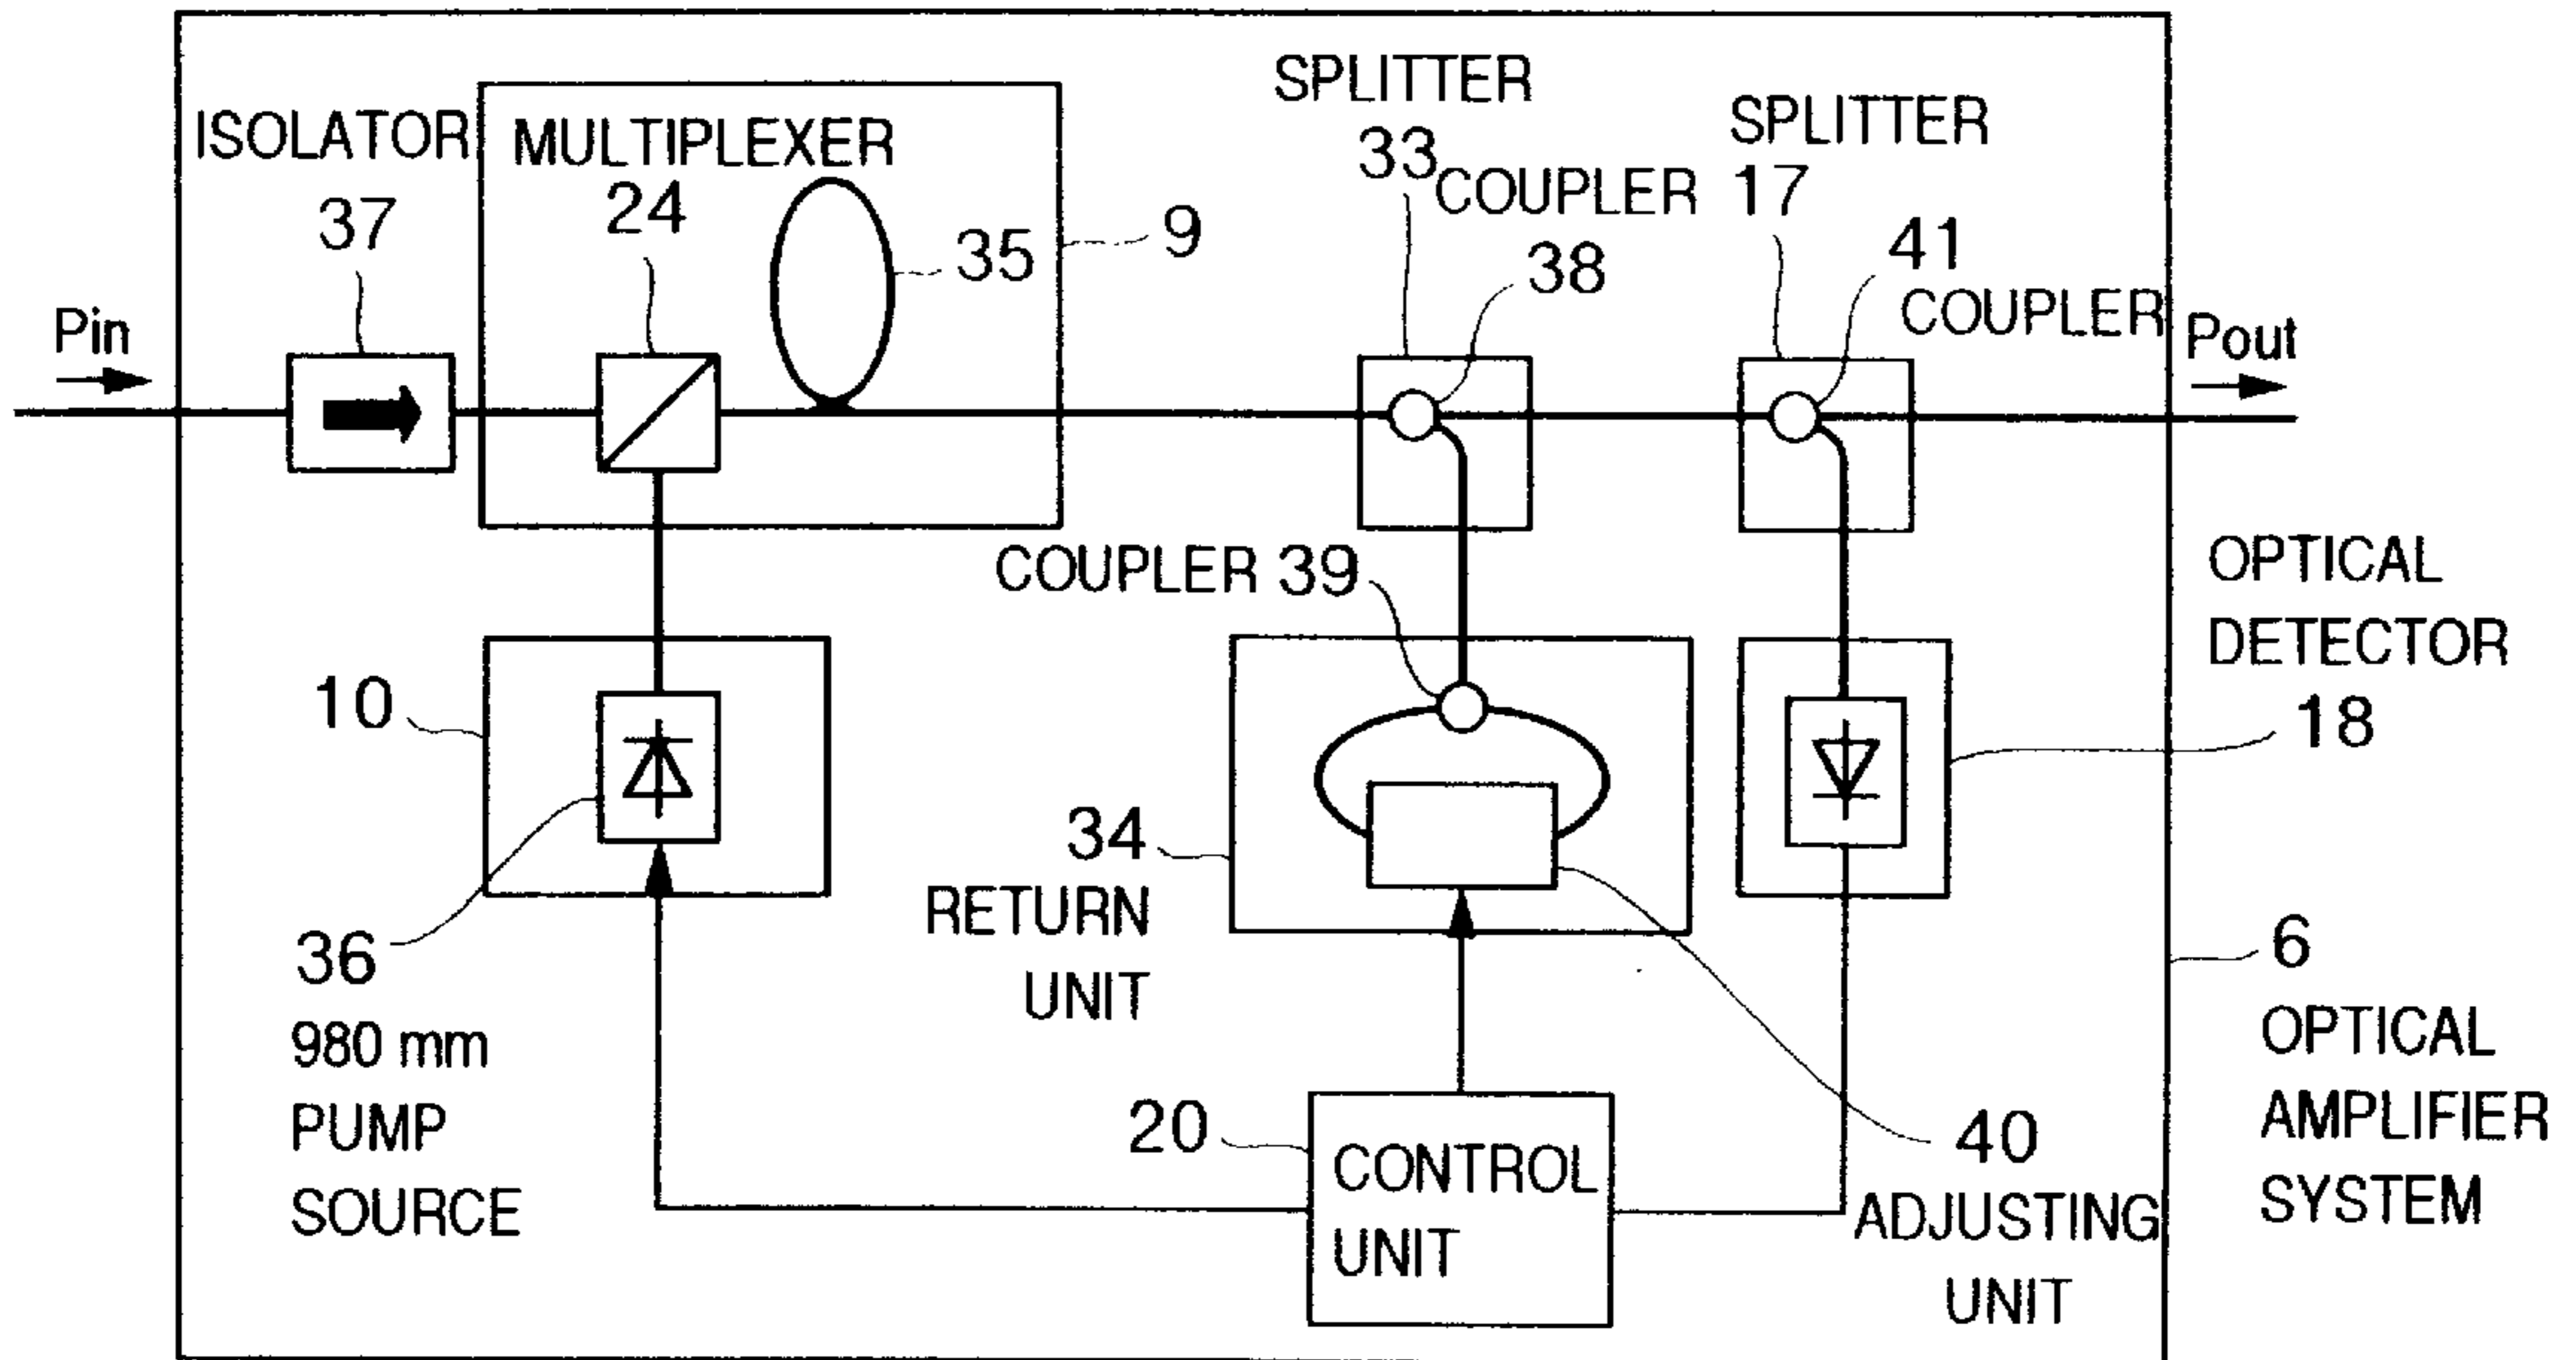 ISOLATOR
37
MULTIPLEXER
24
35
9
SPLITTER
33
COUPLER
38
SPLITTER
17
41
COUPLER
Pin
Pout
COUPLER 39
OPTICAL
DETECTOR
18
10
36
980 mm
PUMP
SOURCE
34
RETURN
UNIT
20
CONTROL
UNIT
40
ADJUSTING
UNIT
6
OPTICAL
AMPLIFIER
SYSTEM